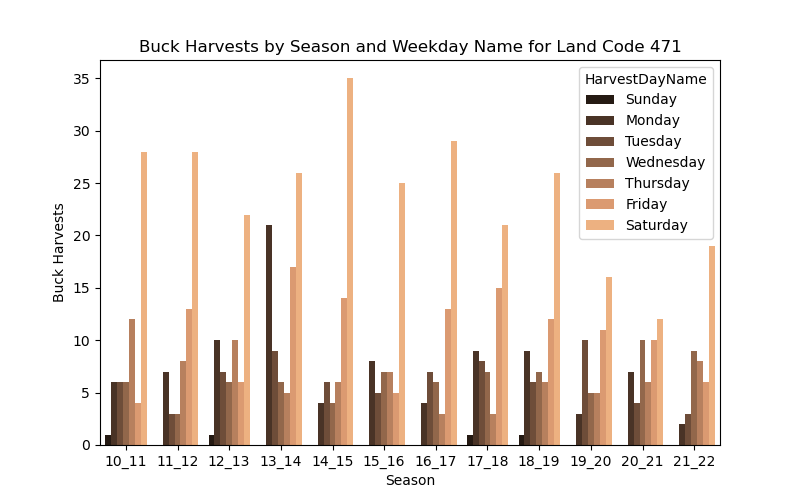 Buck Harvests by Season and Weekday Name for Land Code 471
HarvestDayName
Sunday
Monday
Tuesday
Wednesday
Thursday
Friday
Saturday
Buck Harvests
35
30
25
20
15
10
5
0
10_11 11_12 12_13 13_14 14_15 15_16 16_17 17_18 18_19 19_20 20_21 21_22
Season